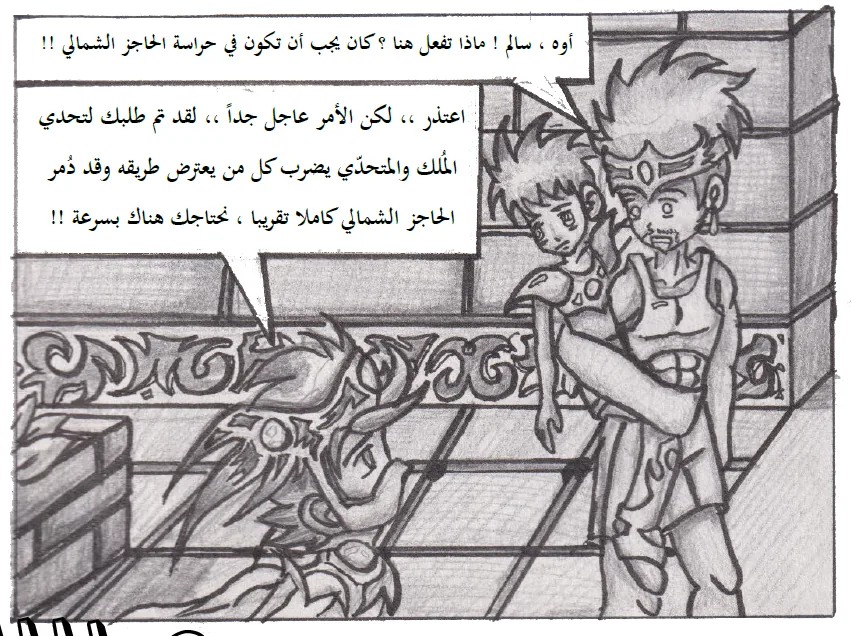 أوه ، سالم ! ماذا تفعل هنا ؟ كان يجب أن تكون في حراسة الحاجز الشمالي !!
اعتذر ،، لكن الأمر عاجل جداً ،، لقد تم طلبك لتحدي
المُلك والمتحدّي يضرب كل من يعترض طريقه وقد دُمر
الحاجز الشمالي كاملا تقريبا ، نحتاجك هناك بسرعة !!